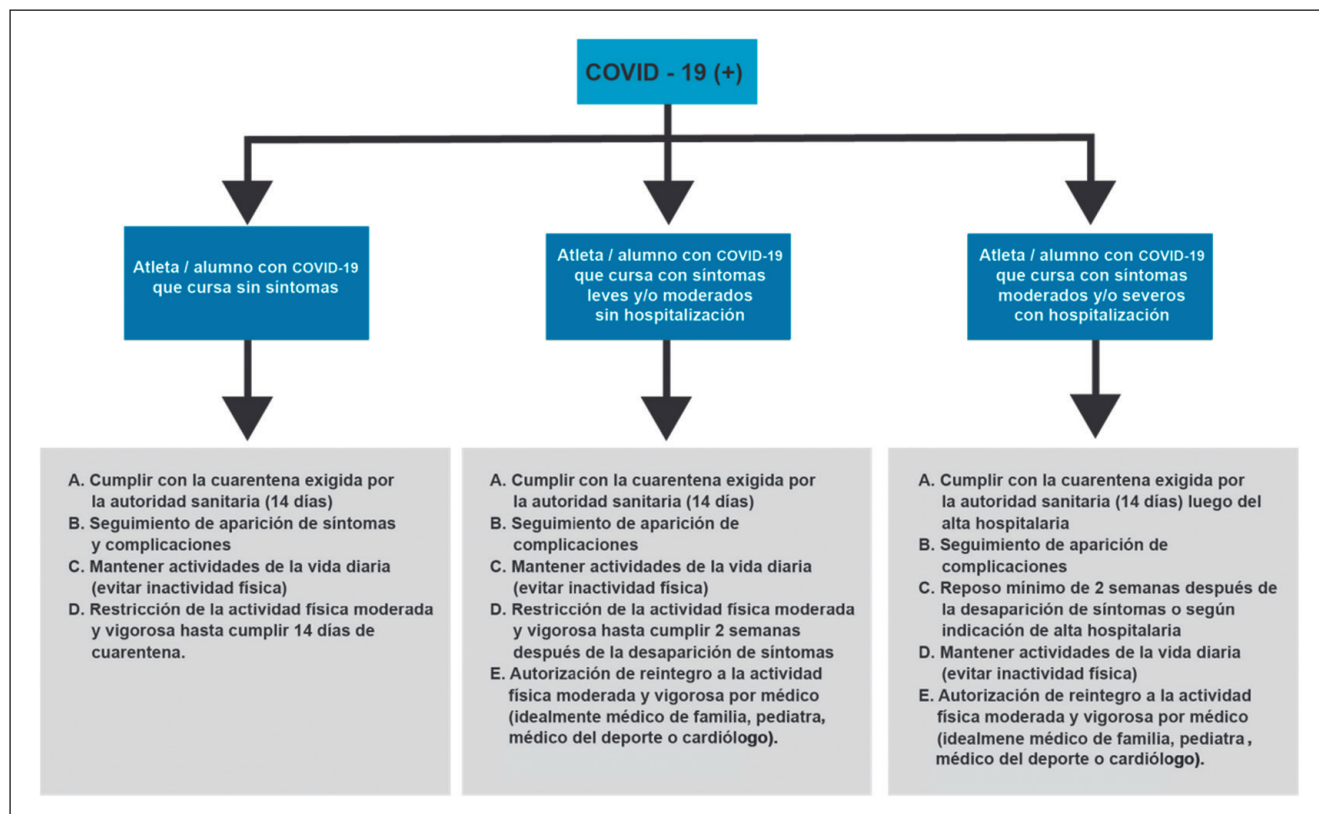 COVID - 19 (+)
Atleta / alumno con COVID-19
que cursa sin síntomas
Atleta / alumno con COVID-19
que cursa con síntomas
leves y/o moderados
sin hospitalización
Atleta / alumno con COVID-19
que cursa con síntomas
moderados y/o severos
con hospitalización
A. Cumplir con la cuarentena exigida por
la autoridad sanitaria (14 días)
B. Seguimiento de aparición de síntomas
y complicaciones
C. Mantener actividades de la vida diaria
(evitar inactividad física)
D. Restricción de la actividad física moderada
y vigorosa hasta cumplir 14 días de
cuarentena.
A. Cumplir con la cuarentena exigida por
la autoridad sanitaria (14 días)
B. Seguimiento de aparición de
complicaciones
C. Mantener actividades de la vida diaria
(evitar inactividad física)
D. Restricción de la actividad física moderada
y vigorosa hasta cumplir 2 semanas
después de la desaparición de síntomas
E. Autorización de reintegro a la actividad
física moderada y vigorosa por médico
(idealmente médico de familia, pediatra,
médico del deporte o cardiólogo).
A. Cumplir con la cuarentena exigida por
la autoridad sanitaria (14 días) luego del
alta hospitalaria
B. Seguimiento de aparición de
complicaciones
C. Reposo mínimo de 2 semanas después de
la desaparición de síntomas o según
indicación de alta hospitalaria
D. Mantener actividades de la vida diaria
(evitar inactividad física)
E. Autorización de reintegro a la actividad
física moderada y vigorosa por médico
(idealmene médico de familia, pediatra ,
médico del deporte o cardiólogo).